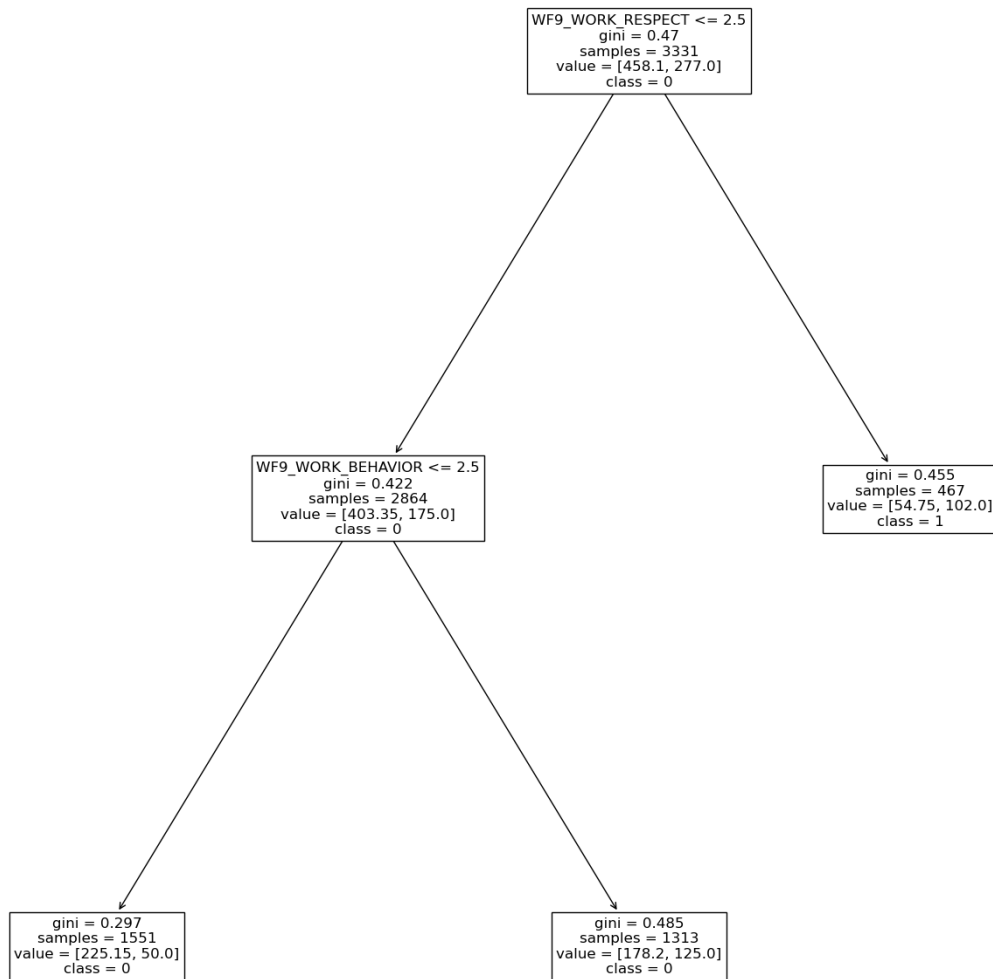 WF9_WORK_RESPECT <= 2.5
gini = 0.47
samples = 3331
value = [458.1, 277.0]
class = 0
WF9_WORK_BEHAVIOR <= 2.5
gini = 0.422
samples = 2864
value = [403.35, 175.0]
class = 0
gini = 0.455
samples = 467
value = [54.75, 102.0]
class = 1
gini = 0.297
samples = 1551
value = [225.15, 50.0]
class = 0
gini = 0.485
samples = 1313
value = [178.2, 125.0]
class = 0